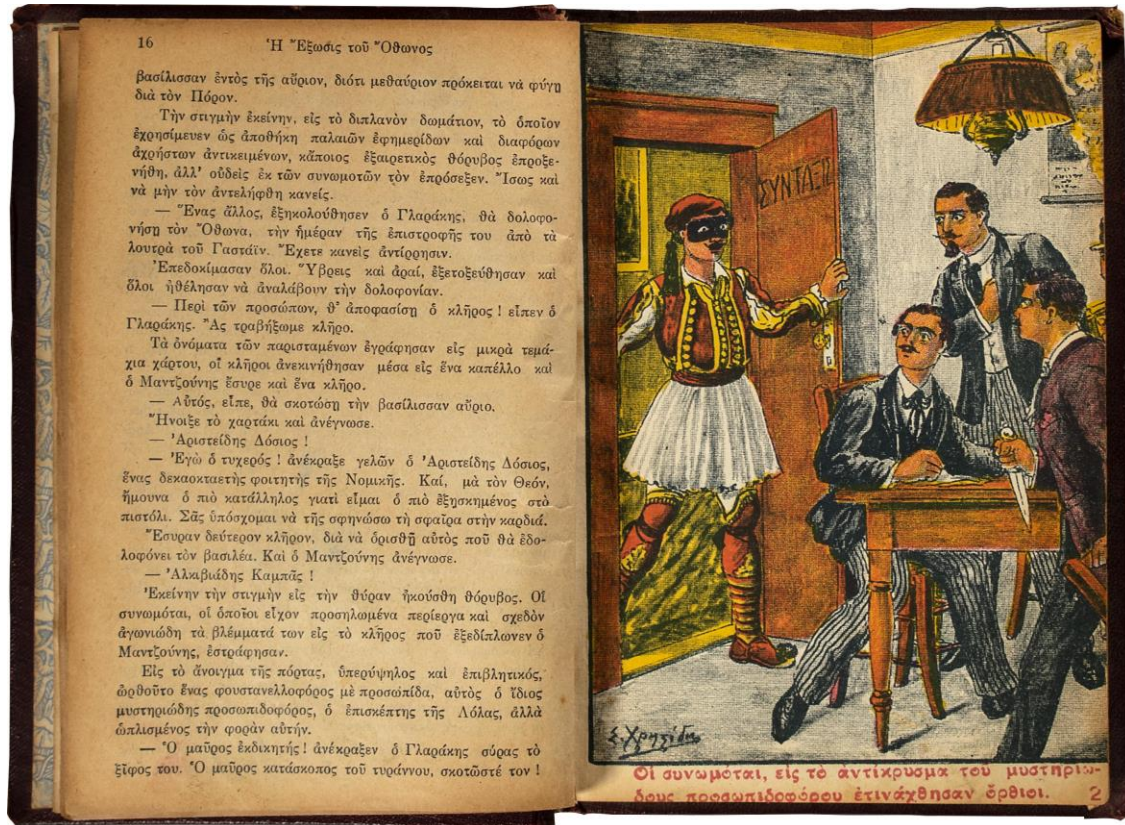 16
Ἡ Ἔξωσις τοῦ Ὄθωνος
βασίλισσαν ἐντὸς τῆς αὔριον, διότι μεθαύριον πρόκειται νὰ φύγῃ
διὰ τὸν Πόρον.
Τὴν στιγμὴν ἐκείνην, εἰς τὸ διπλανὸν δωμάτιον, τὸ ὁποῖον
ἐχρησίμευεν ὡς ἀποθήκη παλαιῶν ἐφημερίδων καὶ διαφόρων
ἀχρήστων ἀντικειμένων, κάποιος ἐξαιρετικὸς θόρυβος ἐπροξε-
νήθη, ἀλλ' οὐδεὶς ἐκ τῶν συνωμοτῶν τὸν ἐπρόσεξεν. Ἴσως καὶ
νὰ μὴν τὸν ἀντελήφθη κανείς.
— Ἕνας ἄλλος, ἐξηκολούθησεν ὁ Γλαράκης, θὰ δολοφο-
νήσῃ τὸν Ὄθωνα, τὴν ἡμέραν τῆς ἐπιστροφῆς του ἀπὸ τὰ
λουτρὰ τοῦ Γαστάϊν. Ἔχετε κανεὶς ἀντίρρησιν.
Ἐπεδοκίμασαν ὅλοι. Ὕβρεις καὶ ἀραί, ἐξετοξεύθησαν καὶ
ὅλοι ἠθέλησαν νὰ ἀναλάβουν τὴν δολοφονίαν.
— Περὶ τῶν προσώπων, θ' ἀποφασίσῃ ὁ κλῆρος ! εἶπεν ὁ
Γλαράκης. Ἂς τραβήξωμε κλῆρο.
Τὰ ὀνόματα τῶν παρισταμένων ἐγράφησαν εἰς μικρὰ τεμά-
χια χάρτου, οἱ κλῆροι ἀνεκινήθησαν μέσα εἰς ἕνα καπέλλο καὶ
ὁ Μαντζούνης ἔσυρε καὶ ἕνα κλῆρο.
— Αὐτός, εἶπε, θὰ σκοτώσῃ τὴν βασίλισσαν αὔριο.
Ἤνοιξε τὸ χαρτάκι καὶ ἀνέγνωσε.
— Ἀριστείδης Δόσιος !
— Ἐγὼ ὁ τυχερός ! ἀνέκραξε γελῶν ὁ Ἀριστείδης Δόσιος,
ἕνας δεκαοκταετὴς φοιτητὴς τῆς Νομικῆς. Καί, μὰ τὸν Θεόν,
ἤμουνα ὁ πιὸ κατάλληλος γιατὶ εἶμαι ὁ πιὸ ἐξησκημένος στὸ
πιστόλι. Σᾶς ὑπόσχομαι νὰ τῆς σφηνώσω τὴ σφαῖρα στὴν καρδιά.
Ἔσυραν δεύτερον κλῆρον, διὰ νὰ ὁρισθῇ αὐτὸς ποῦ θὰ ἐδο-
λοφόνει τὸν βασιλέα. Καὶ ὁ Μαντζούνης ἀνέγνωσε.
— Ἀλκιβιάδης Καμπᾶς !
Ἐκείνην τὴν στιγμὴν εἰς τὴν θύραν ἠκούσθη θόρυβος. Οἱ
συνωμόται, οἱ ὁποῖοι εἶχον προσηλωμένα περίεργα καὶ σχεδὸν
ἀγωνιώδη τὰ βλέμματά των εἰς τὸ κλῆρος ποῦ ἐξεδίπλωνεν ὁ
Μαντζούνης, ἐστράφησαν.
Εἰς τὸ ἄνοιγμα τῆς πόρτας, ὑπερύψηλος καὶ ἐπιβλητικός,
ὠρθοῦτο ἕνας φουστανελλοφόρος μὲ προσωπίδα, αὐτὸς ὁ ἴδιος
μυστηριώδης προσωπιδοφόρος, ὁ ἐπισκέπτης τῆς Λόλας, ἀλλὰ
ὡπλισμένος τὴν φορὰν αὐτήν.
— Ὁ μαῦρος ἐκδικητής ! ἀνέκραξεν ὁ Γλαράκης σύρας τὸ
ξῖφος του. Ὁ μαῦρος κατάσκοπος τοῦ τυράννου, σκοτῶστέ τον !
ΣΥΝΤΑΞΙΣ
Σ. Χρηστίδης
Οἱ συνωμόται, εἰς τὸ ἀντίκρυσμα τοῦ μυστηριώ-
δους προσωπιδοφόρου ἐτινάχθησαν ὄρθιοι.
2